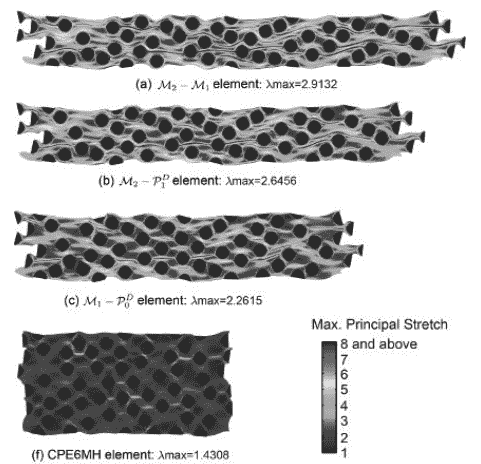 (a) ℳ₂ − ℳ₁ element: λmax=2.9132
(b) ℳ₂ − 𝒫₁ᴰ element: λmax=2.6456
(c) ℳ₁ − 𝒫₀ᴰ element: λmax=2.2615
Max. Principal Stretch
8 and above
7
6
5
4
3
2
1
(f) CPE6MH element: λmax=1.4308